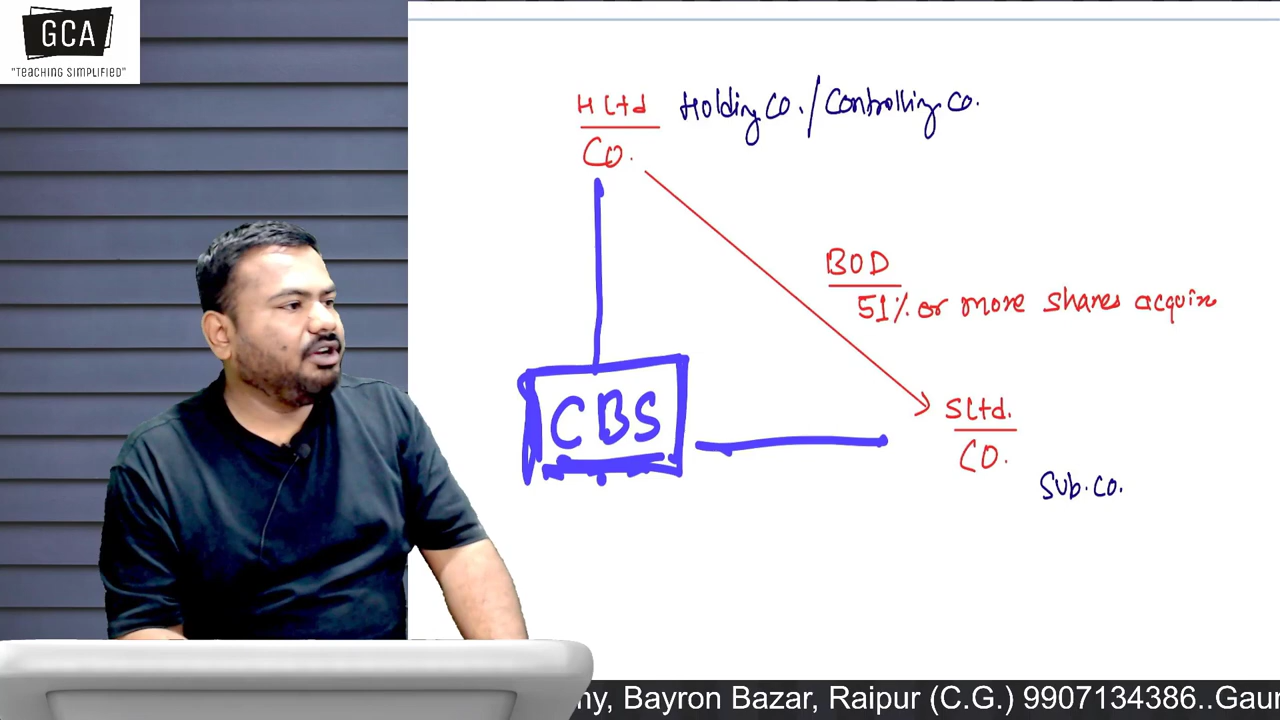 GCA
"TEACHING SIMPLIFIED"
H Ltd Holding Co. / Controlling Co.
Co.
BOD
51% or more shares acquire
CBS
S Ltd.
CO.
Sub. Co.
ny, Bayron Bazar, Raipur (C.G.) 9907134386..Gaur